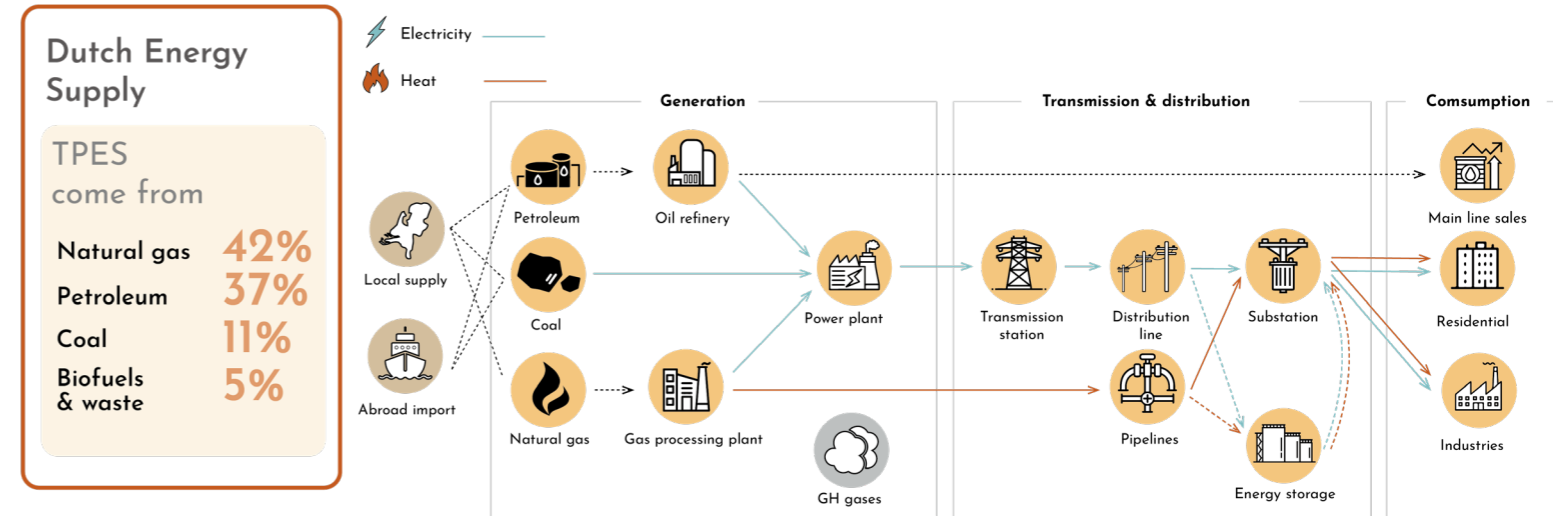 Dutch Energy
Supply
TPES
come from
Natural gas 42%
Petroleum 37%
Coal 11%
Biofuels
& waste 5%
Electricity
Heat
Generation
Transmission & distribution
Comsumption
Local supply
Abroad import
Petroleum
Oil refinery
Coal
Power plant
Natural gas
Gas processing plant
GH gases
Transmission
station
Distribution
line
Substation
Pipelines
Energy storage
Main line sales
Residential
Industries